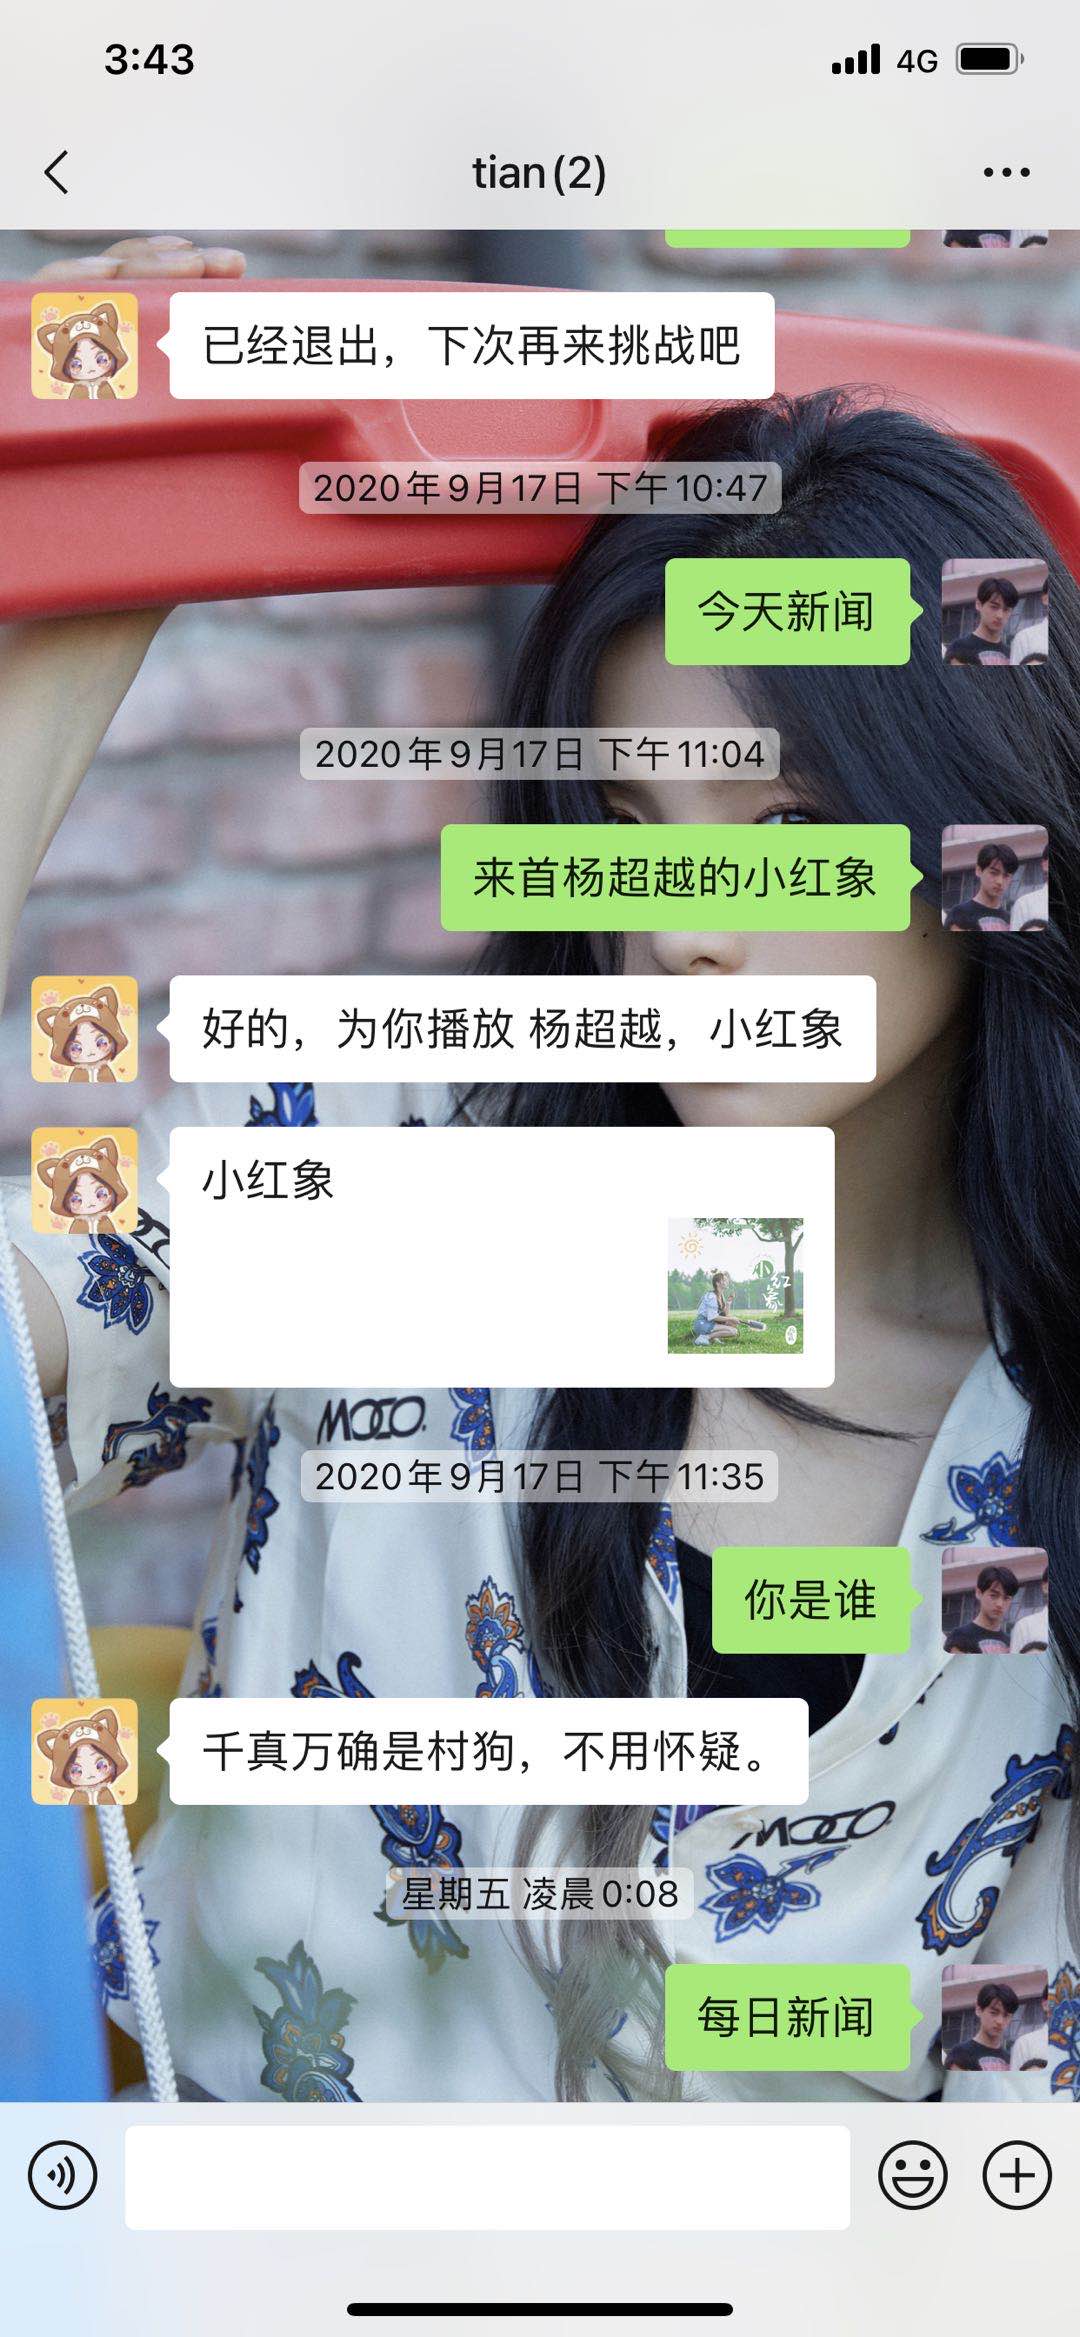 3:43
4G
tian(2)
已经退出，下次再来挑战吧
2020年9月17日 下午10:47
今天新闻
2020年9月17日 下午11:04
来首杨超越的小红象
好的，为你播放 杨超越，小红象
小红象
小红象
MOCO.
2020年9月17日 下午11:35
你是谁
千真万确是村狗，不用怀疑。
MOCO.
星期五 凌晨0:08
每日新闻